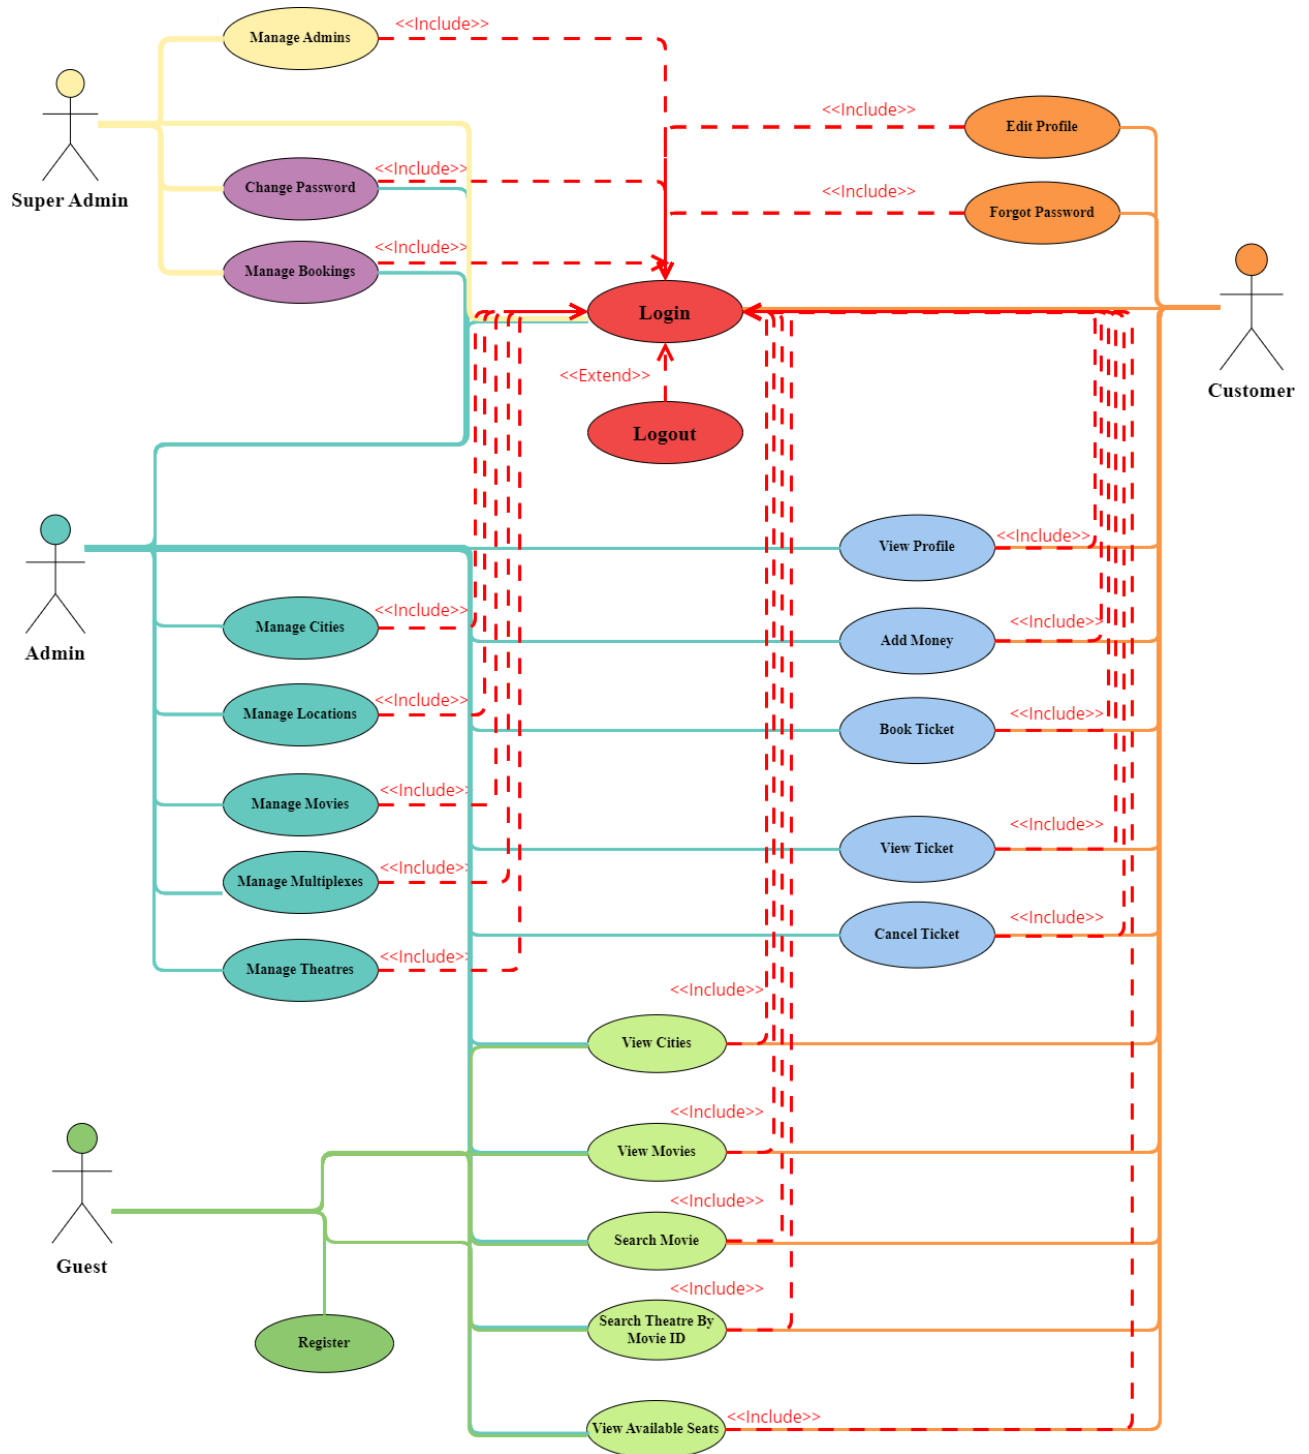 <<Include>>
Manage Admins
<<Include>>
Edit Profile
<<Include>>
Change Password
Super Admin
<<Include>>
Forgot Password
<<Include>>
Manage Bookings
Login
<<Extend>>
Customer
Logout
<<Include>>
View Profile
<<Include>>
Manage Cities
Admin
<<Include>>
Add Money
<<Include>>
Manage Locations
<<Include>>
Book Ticket
<<Include>>
Manage Movies
<<Include>>
View Ticket
<<Include>>
Manage Multiplexes
<<Include>>
Cancel Ticket
<<Include>>
Manage Theatres
<<Include>>
View Cities
<<Include>>
View Movies
<<Include>>
Search Movie
Guest
<<Include>>
Search Theatre By
Movie ID
Register
<<Include>>
View Available Seats